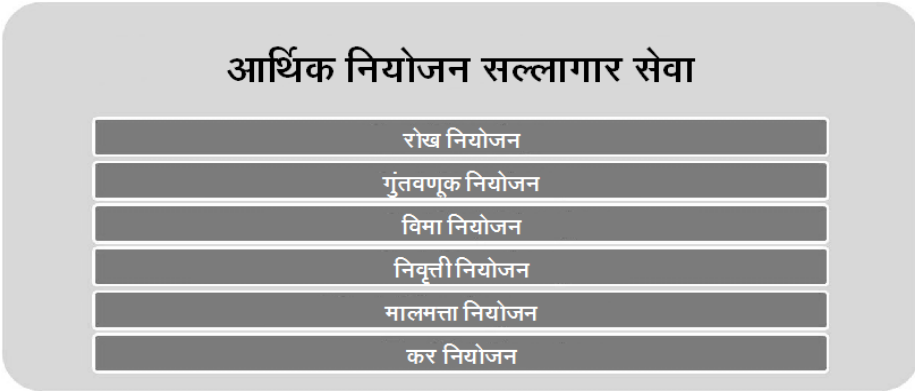 आर्थिक नियोजन सल्लागार सेवा
रोख नियोजन
गुंतवणूक नियोजन
विमा नियोजन
निवृत्ती नियोजन
मालमत्ता नियोजन
कर नियोजन